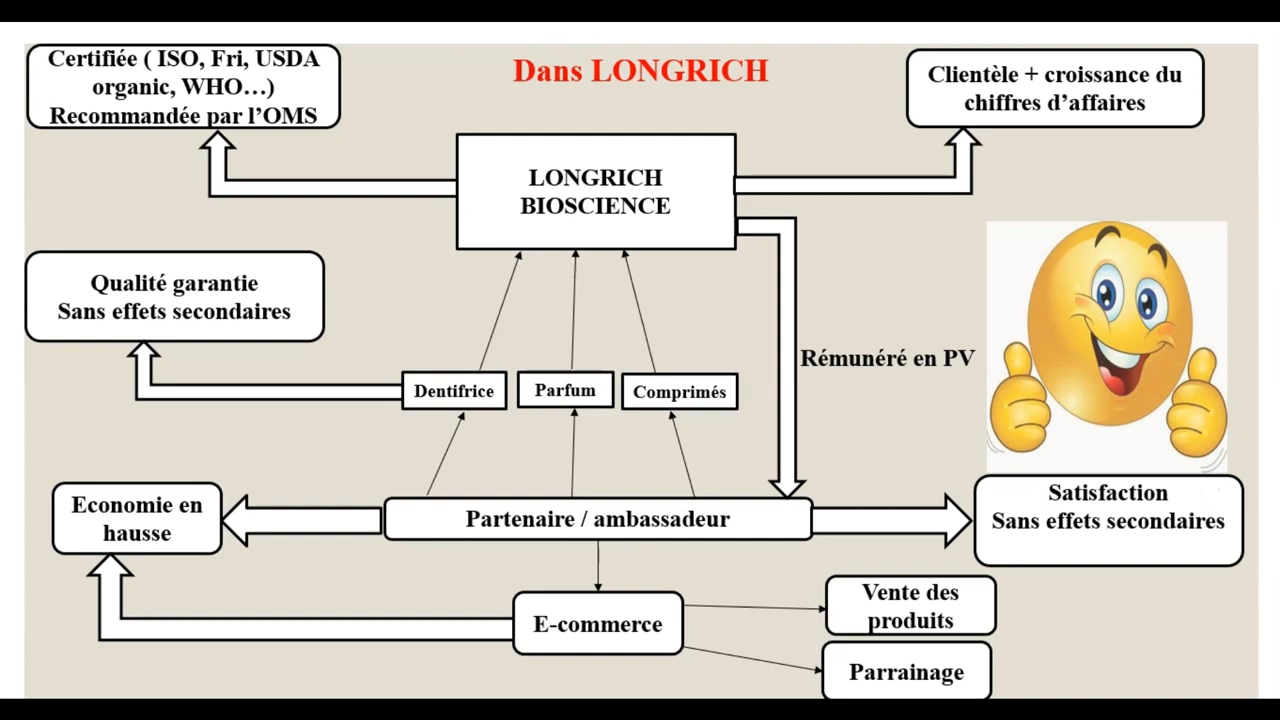 Dans LONGRICH
Certifiée ( ISO, Fri, USDA
organic, WHO…)
Recommandée par l’OMS
Clientèle + croissance du
chiffres d’affaires
LONGRICH
BIOSCIENCE
Qualité garantie
Sans effets secondaires
Rémunéré en PV
Dentifrice
Parfum
Comprimés
Economie en
hausse
Partenaire / ambassadeur
Satisfaction
Sans effets secondaires
E-commerce
Vente des
produits
Parrainage